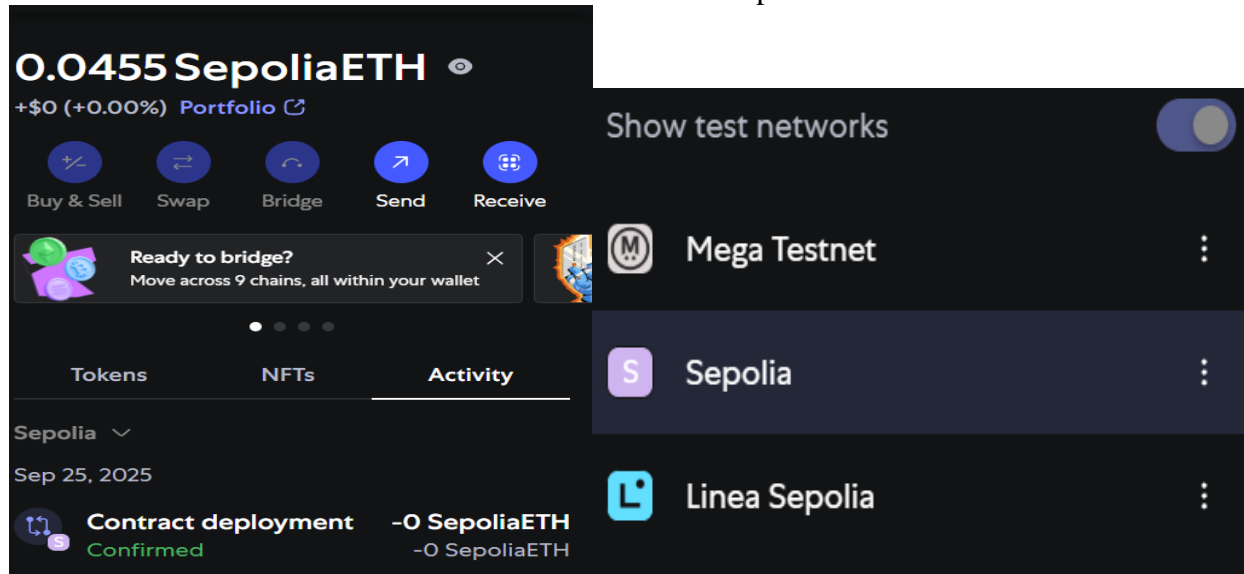 0.0455 SepoliaETH
+$0 (+0.00%) Portfolio
Buy & Sell Swap Bridge Send Receive
Ready to bridge?
Move across 9 chains, all within your wallet
Tokens NFTs Activity
Sepolia
Sep 25, 2025
Contract deployment -0 SepoliaETH
S
Confirmed -0 SepoliaETH
Show test networks
M Mega Testnet
S Sepolia
L Linea Sepolia